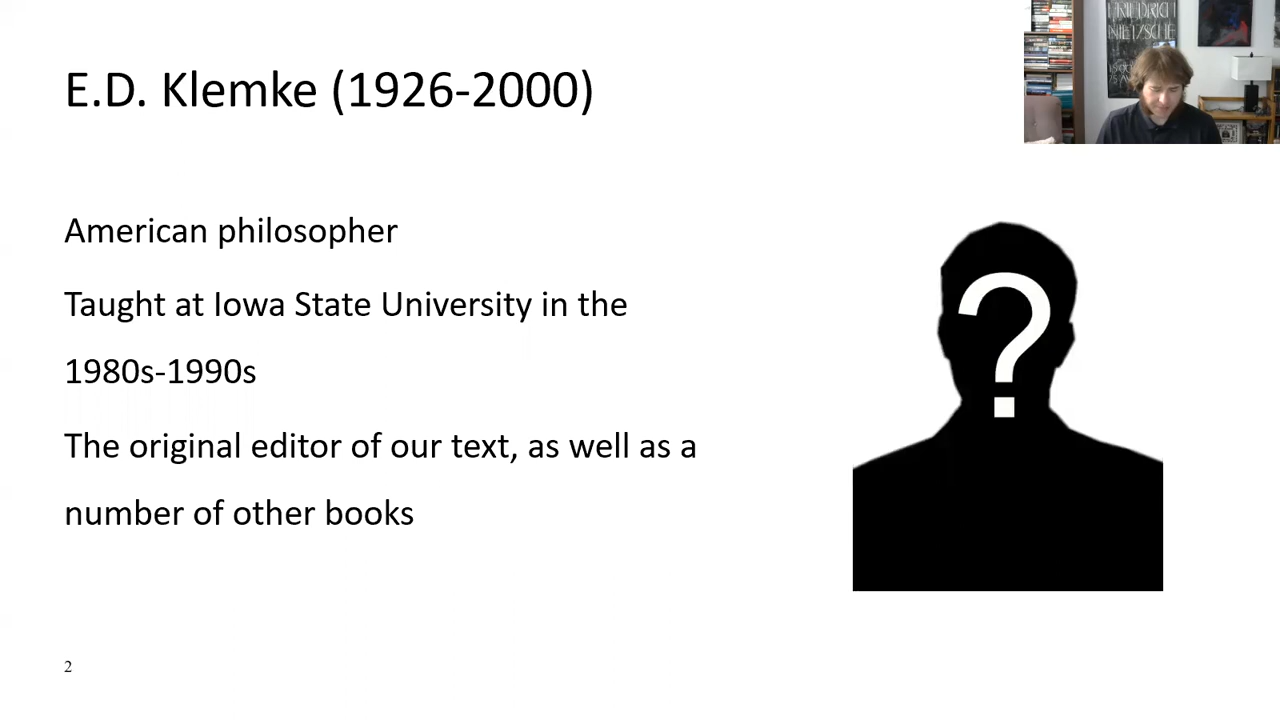 E.D. Klemke (1926-2000)
FRIEDRICH
NIETZSCHE
American philosopher
Taught at Iowa State University in the
1980s-1990s
The original editor of our text, as well as a
number of other books
?
2